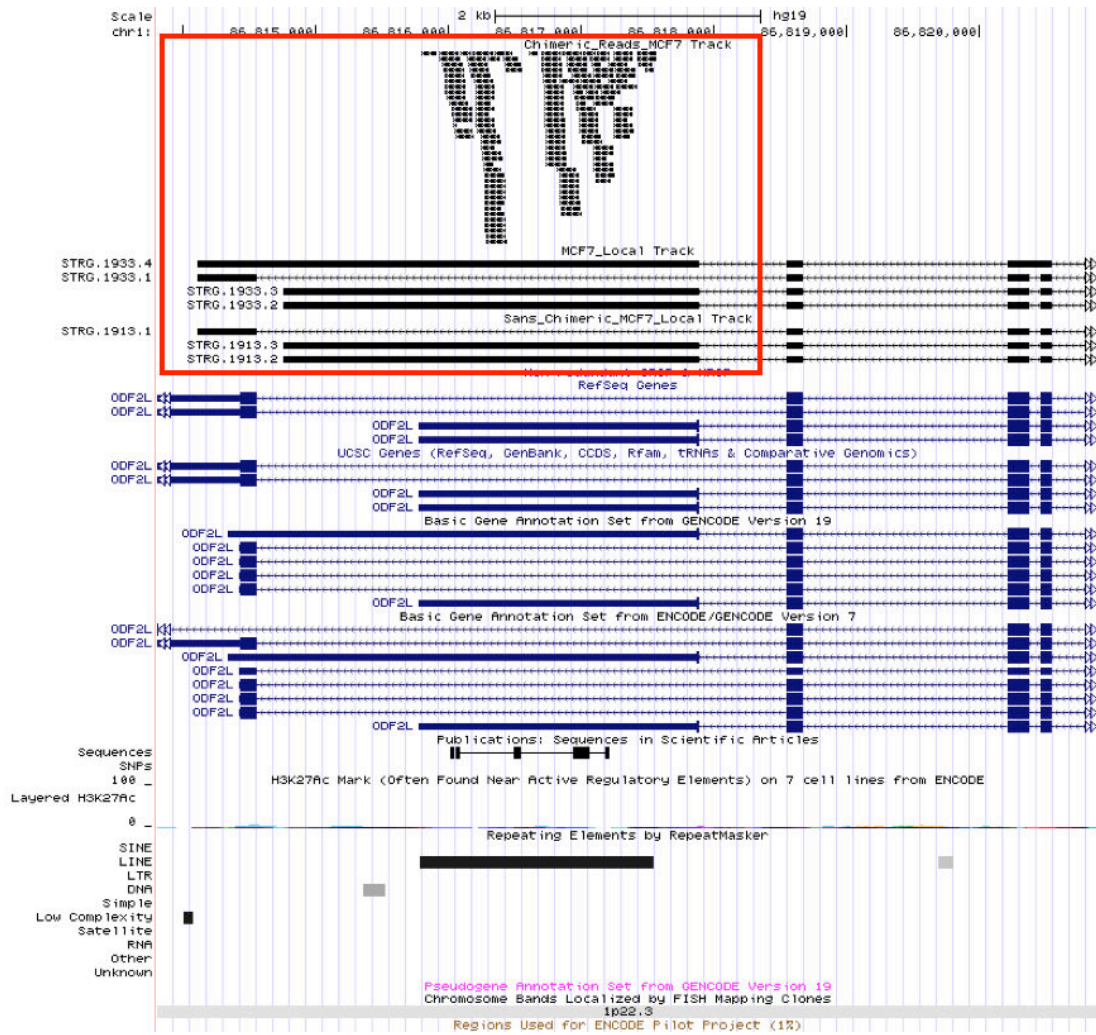 Scale 2 kb hg19
chr1: 86,815,000 86,816,000 86,817,000 86,818,000 86,819,000 86,820,000
Chimeric_Reads_MCF7 Track
MCF7_Local Track
STRG.1933.4
STRG.1933.1
STRG.1933.3
STRG.1933.2
Sans_Chimeric_MCF7_Local Track
STRG.1913.1
STRG.1913.3
STRG.1913.2
RefSeq Genes
ODF2L
ODF2L
ODF2L
ODF2L
UCSC Genes (RefSeq, GenBank, CCDS, Rfam, tRNAs & Comparative Genomics)
ODF2L
ODF2L
ODF2L
ODF2L
Basic Gene Annotation Set from GENCODE Version 19
ODF2L
ODF2L
ODF2L
ODF2L
ODF2L
ODF2L
Basic Gene Annotation Set from ENCODE/GENCODE Version 7
ODF2L
ODF2L
ODF2L
ODF2L
ODF2L
ODF2L
ODF2L
ODF2L
Publications: Sequences in Scientific Articles
Sequences
SNPs
H3K27Ac Mark (Often Found Near Active Regulatory Elements) on 7 cell lines from ENCODE
100 _
Layered H3K27Ac
0 _
Repeating Elements by RepeatMasker
SINE
LINE
LTR
DNA
Simple
Low Complexity
Satellite
RNA
Other
Unknown
Pseudogene Annotation Set from GENCODE Version 19
Chromosome Bands Localized by FISH Mapping Clones
1p22.3
Regions Used for ENCODE Pilot Project (1%)